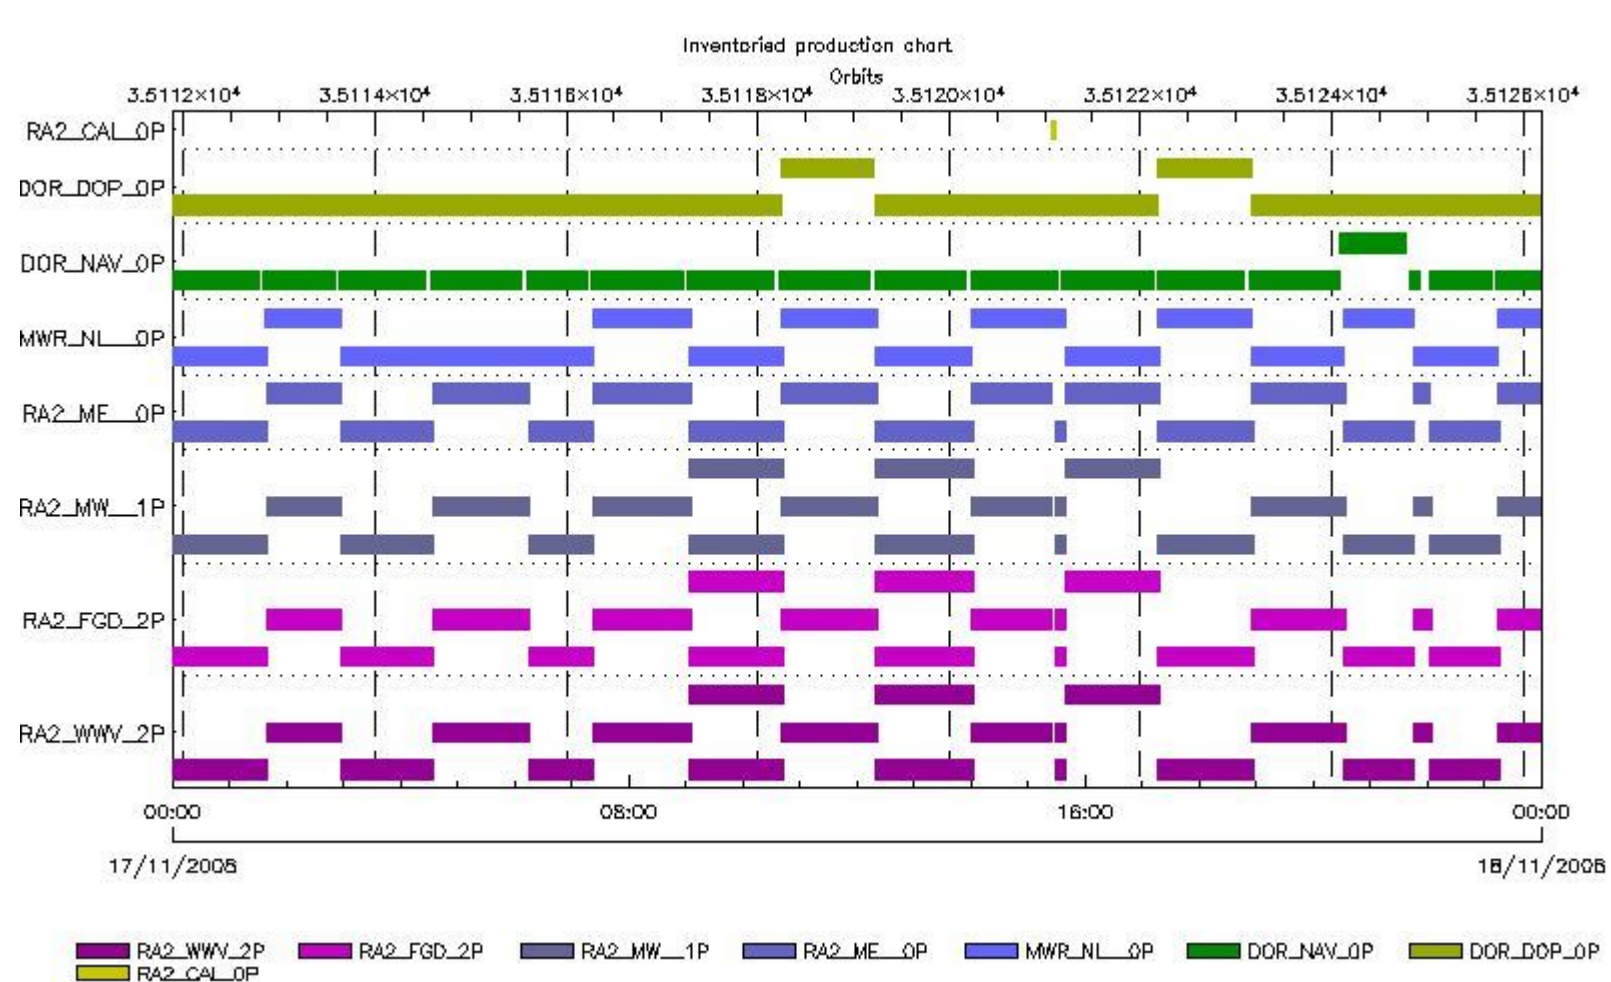 Inventoried production chart
Orbits
3.5112×10⁴ 3.5114×10⁴ 3.5116×10⁴ 3.5118×10⁴ 3.5120×10⁴ 3.5122×10⁴ 3.5124×10⁴ 3.5126×10⁴
RA2_CAL_0P
DOR_DOP_0P
DOR_NAV_0P
MWR_NL__0P
RA2_ME__0P
RA2_MW__1P
RA2_FGD_2P
RA2_WWV_2P
00:00 08:00 16:00 00:00
17/11/2008 18/11/2008
RA2_WWV_2P RA2_FGD_2P RA2_MW__1P RA2_ME__0P MWR_NL__0P DOR_NAV_0P DOR_DOP_0P
RA2_CAL_0P